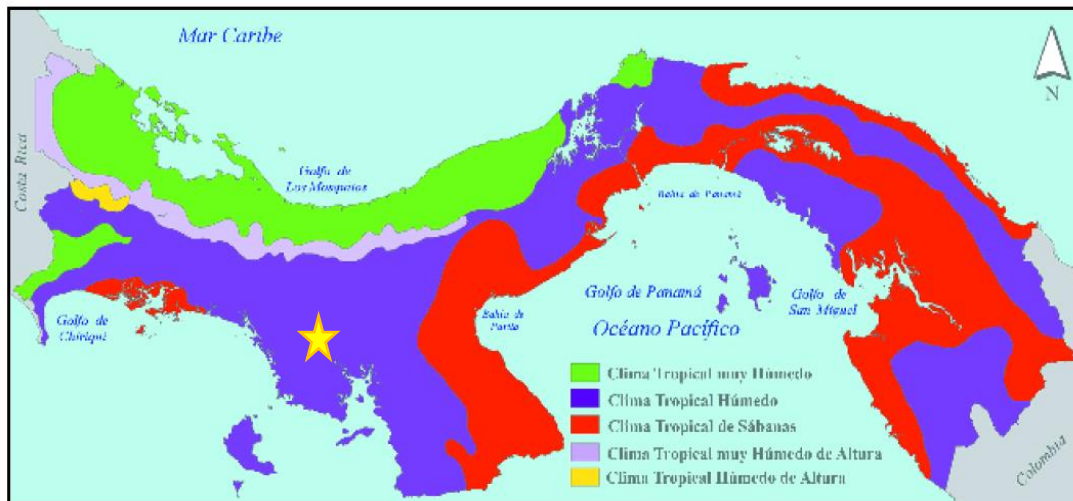 Mar Caribe
N
Costa Rica
Golfo de
Los Mosquitos
Bahía de Panamá
Golfo de
Chiriquí
Bahía de
Parita
Golfo de Panamá
Golfo de
San Miguel
Océano Pacífico
Clima Tropical muy Húmedo
Clima Tropical Húmedo
Clima Tropical de Sábanas
Clima Tropical muy Húmedo de Altura
Clima Tropical Húmedo de Altura
Colombia